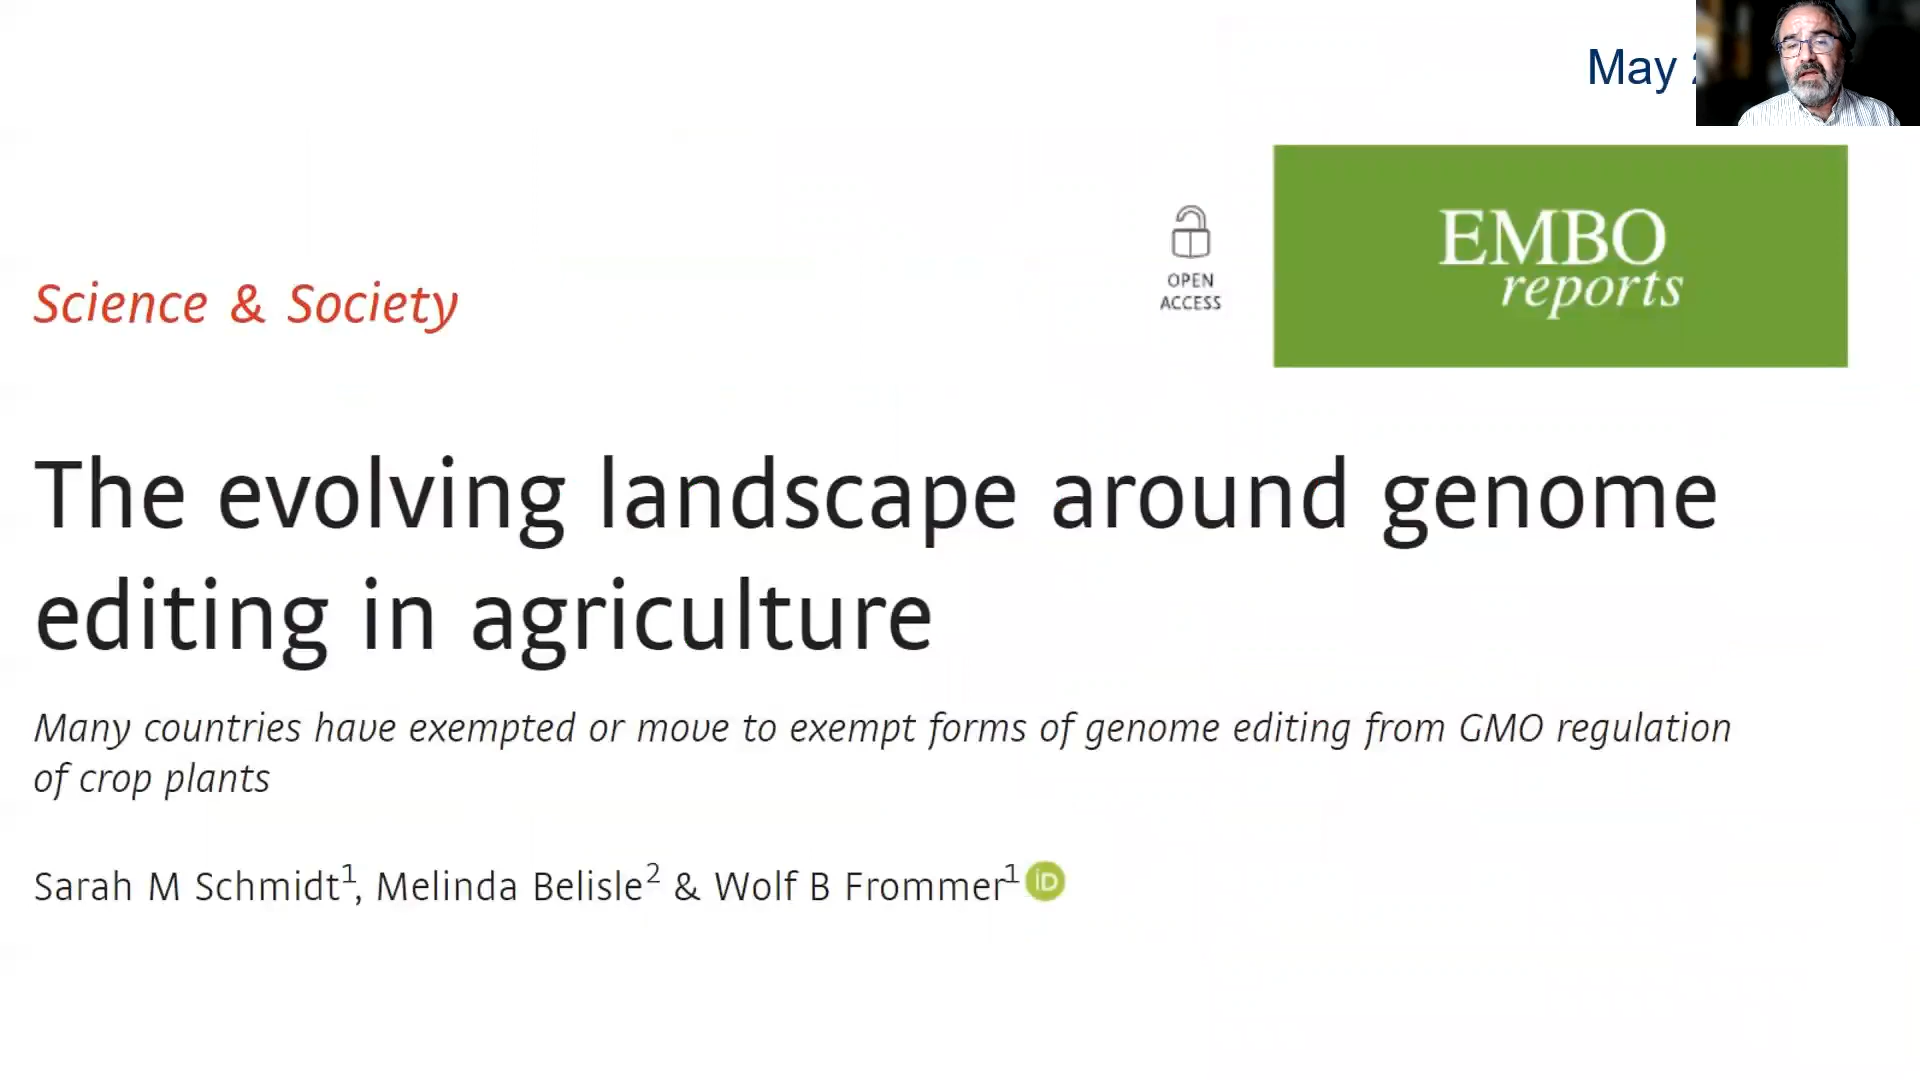 May
OPEN
ACCESS
EMBO
reports
Science & Society
The evolving landscape around genome
editing in agriculture
Many countries have exempted or move to exempt forms of genome editing from GMO regulation
of crop plants
Sarah M Schmidt¹, Melinda Belisle² & Wolf B Frommer¹ iD